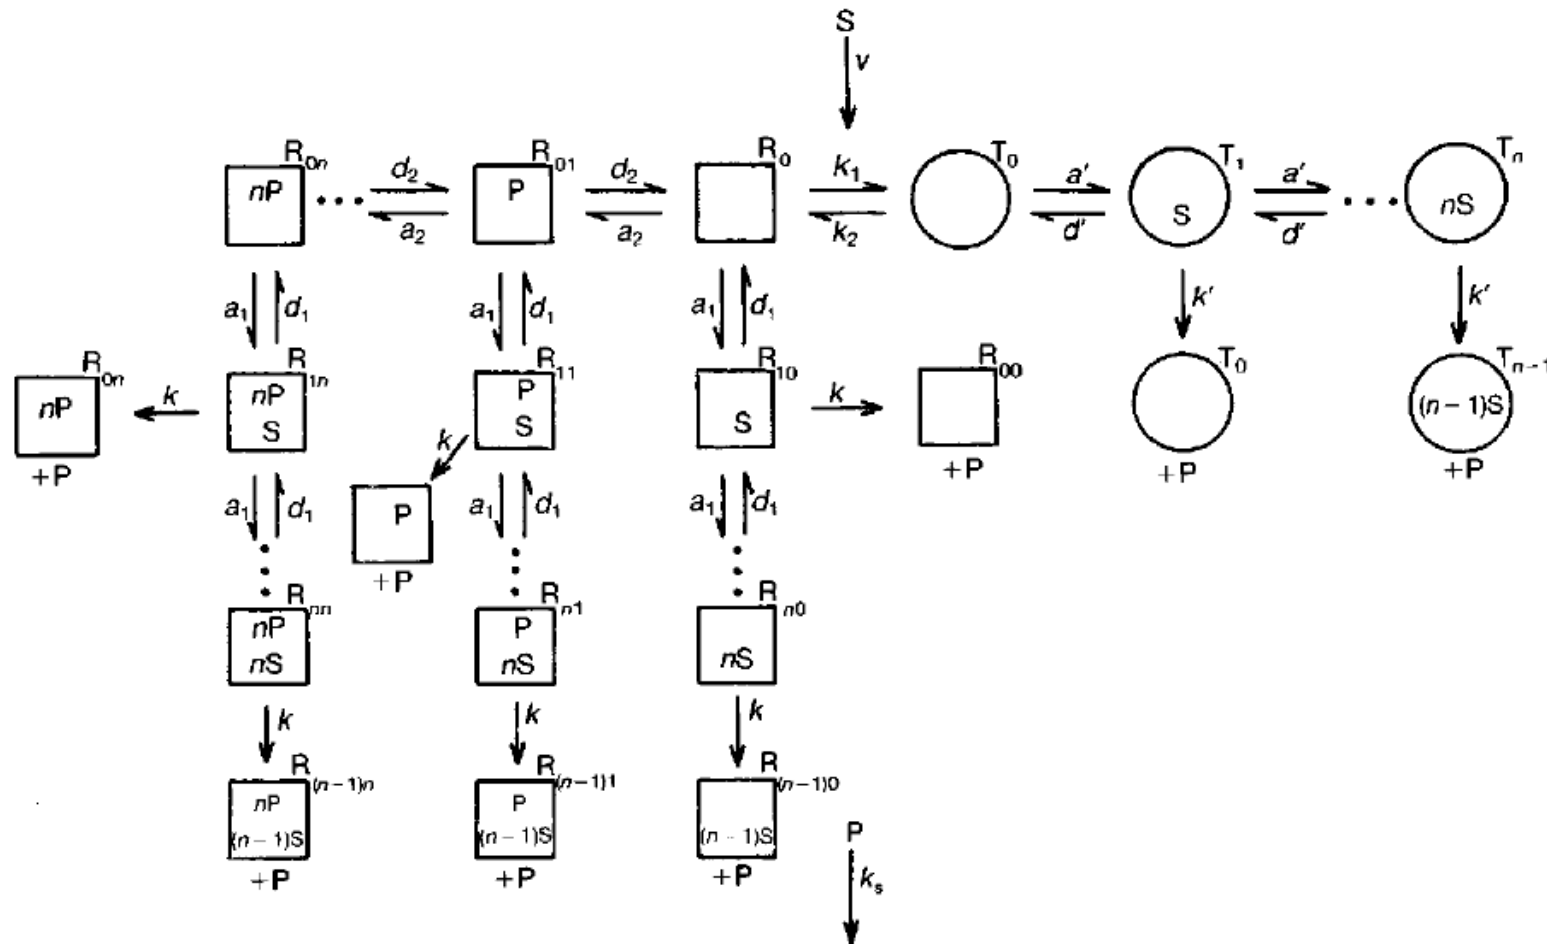 S
v
R₀ₙ R₀₁ R₀ T₀ T₁ Tₙ
nP d₂ P d₂ k₁ a′ a′
a₂ a₂ k₂ d′ S d′ nS
a₁ d₁ a₁ d₁ a₁ d₁ k′ k′
R₀ₙ R₁ₙ R₁₁ R₁₀ R₀₀ T₀ Tₙ₋₁
nP k nP P k (n − 1)S
S S S
+P k +P +P +P
a₁ d₁ P a₁ d₁ a₁ d₁
+P
Rₙₙ Rₙ₁ Rₙ₀
nP P
nS nS nS
k k k
R₍ₙ₋₁₎ₙ R₍ₙ₋₁₎₁ R₍ₙ₋₁₎₀
nP P
(n − 1)S (n − 1)S (n − 1)S P
+P +P +P kₛ